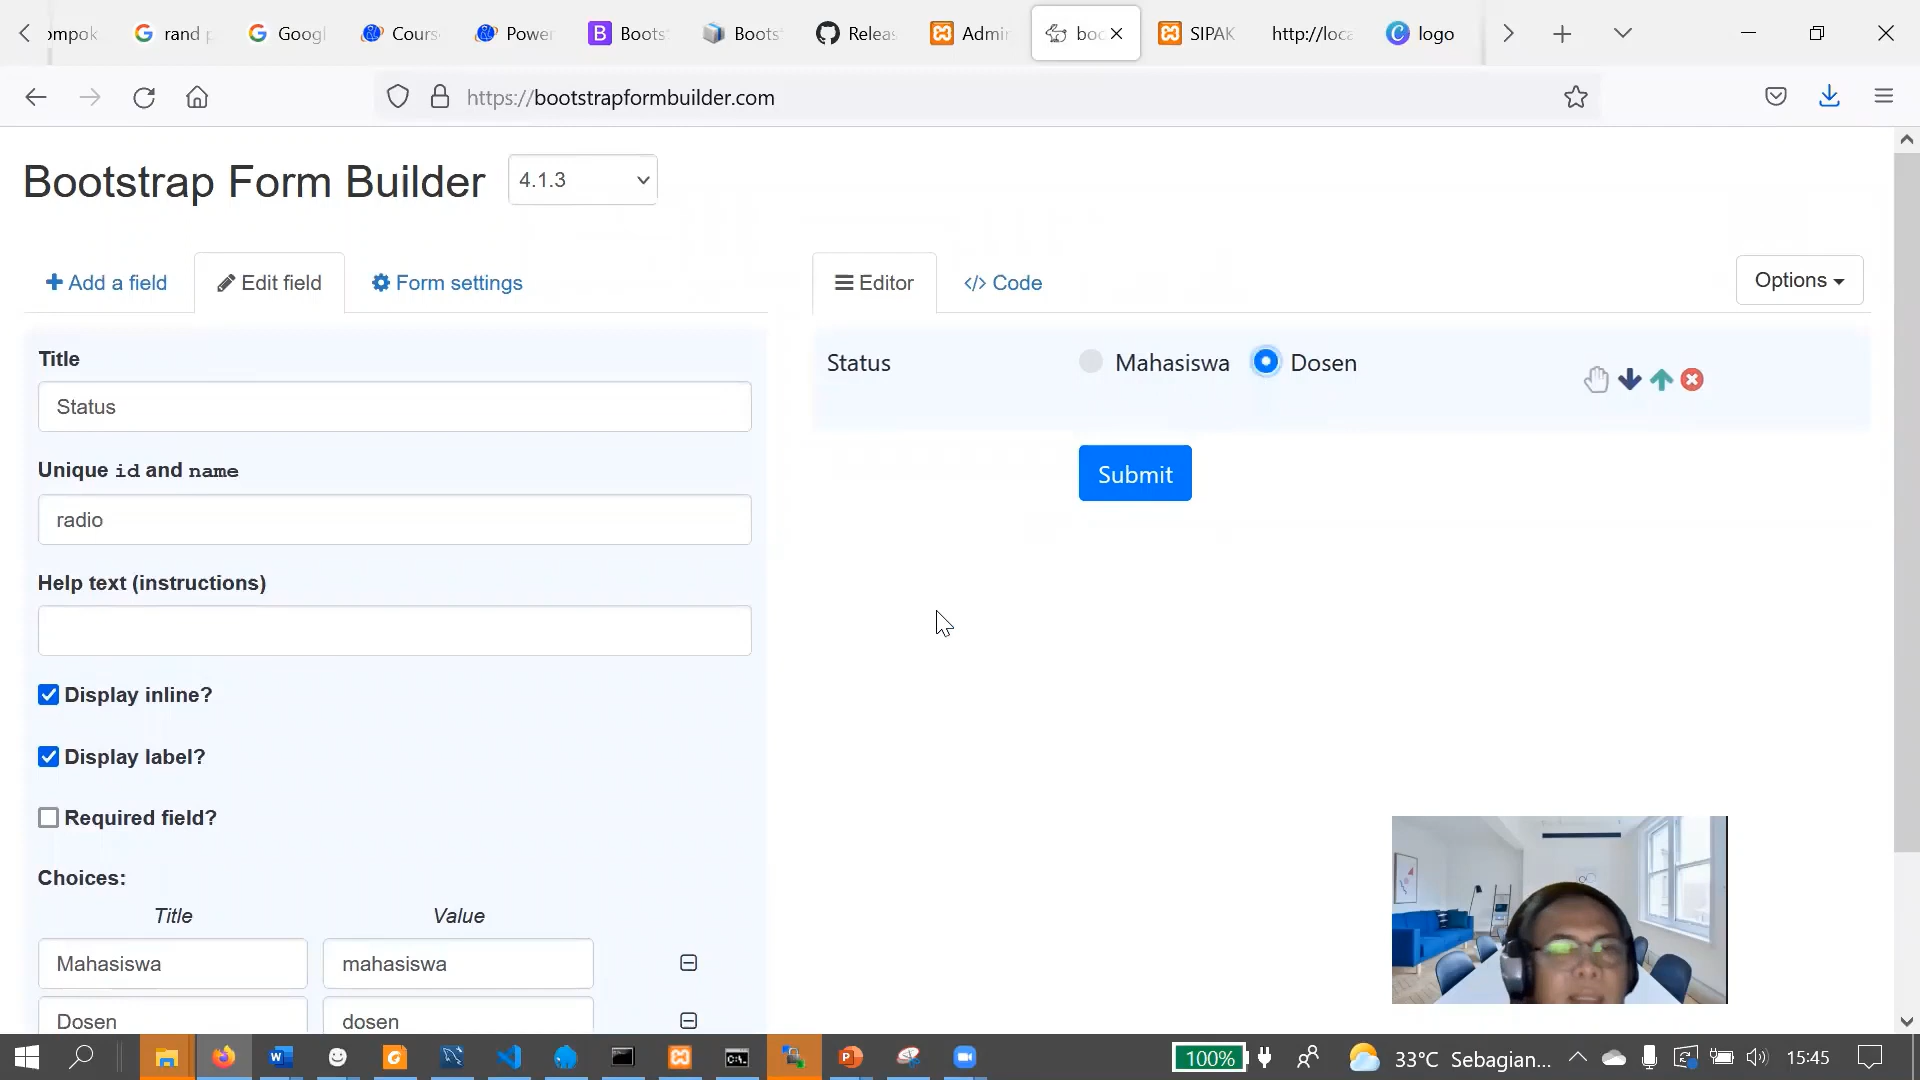 ompok
rand p
Googl
Cours
Power
Boots
Boots
Releas
Admi
boo
SIPAK
http://loca
logo
https://bootstrapformbuilder.com
Bootstrap Form Builder
4.1.3
Add a field
Edit field
Form settings
Editor
</> Code
Options
Title
Status
Unique id and name
radio
Help text (instructions)
Display inline?
Display label?
Required field?
Choices:
Title Value
Mahasiswa mahasiswa
Dosen dosen
Status Mahasiswa Dosen
Submit
100%
33°C Sebagian...
15:45